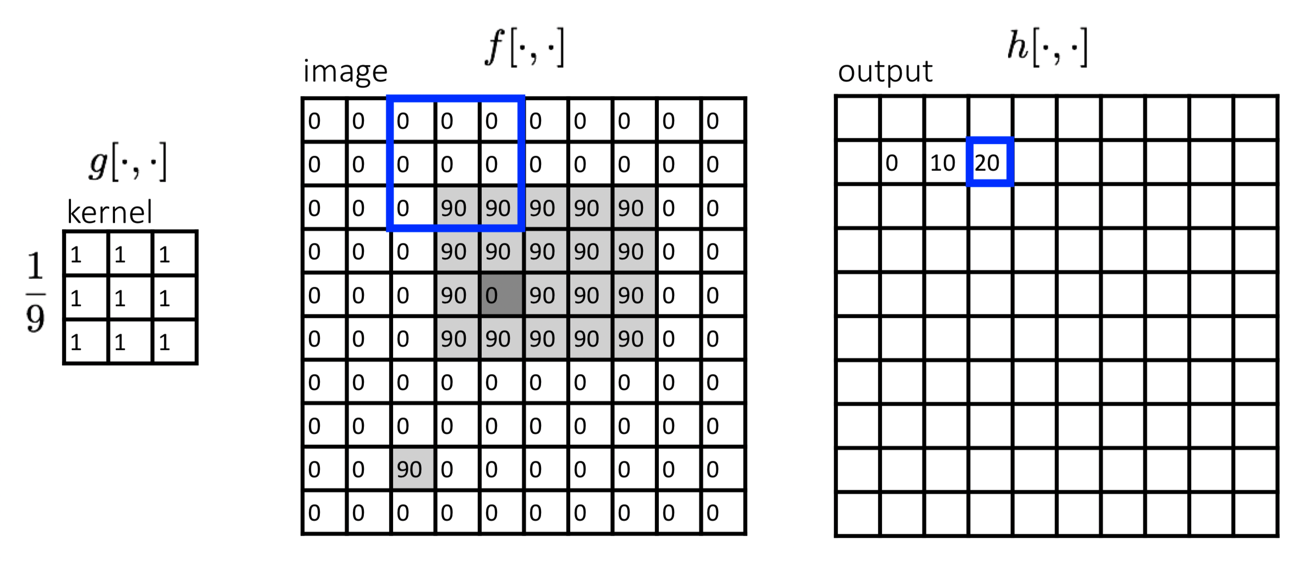 f[·, ·]
h[·, ·]
image
output
g[·, ·]
kernel
1/9
1 1 1
1 1 1
1 1 1
0 0 0 0 0 0 0 0 0 0
0 0 0 0 0 0 0 0 0 0
0 0 0 90 90 90 90 90 0 0
0 0 0 90 90 90 90 90 0 0
0 0 0 90 0 90 90 90 0 0
0 0 0 90 90 90 90 90 0 0
0 0 0 0 0 0 0 0 0 0
0 0 0 0 0 0 0 0 0 0
0 0 90 0 0 0 0 0 0 0
0 0 0 0 0 0 0 0 0 0
0 10 20